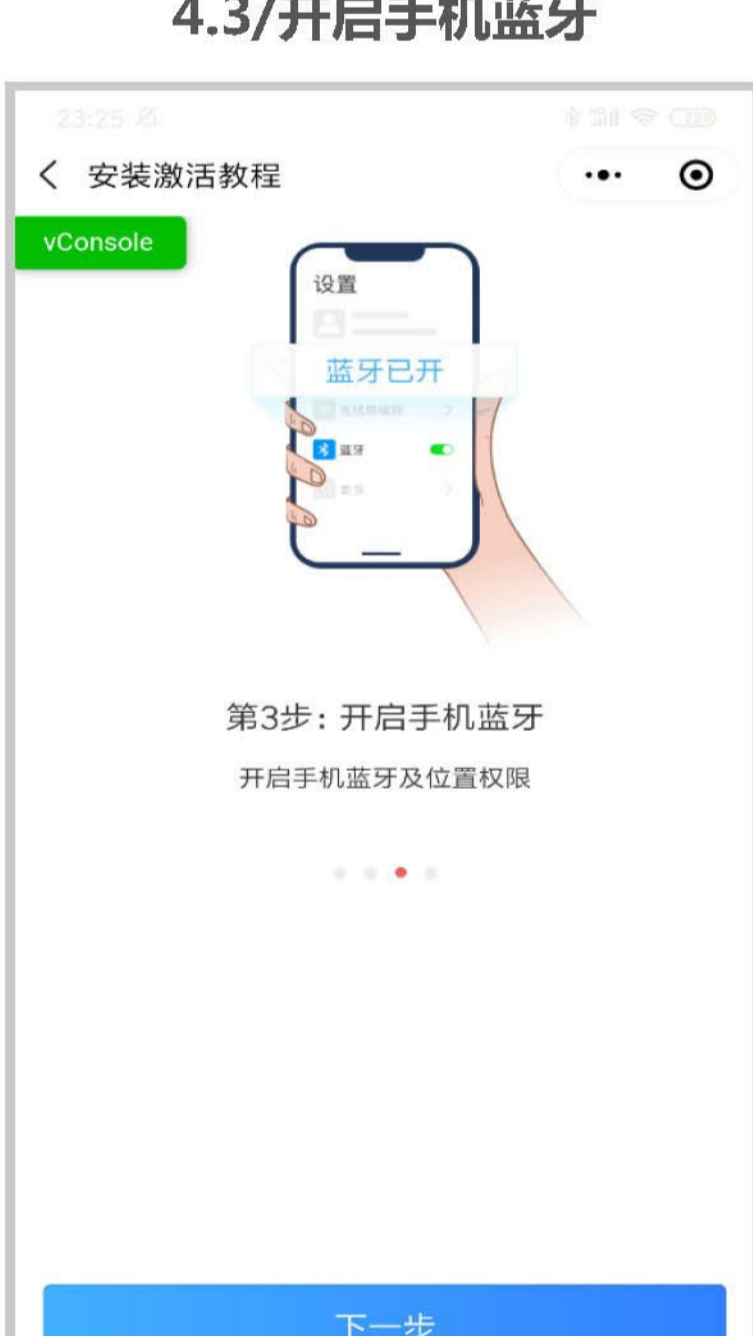 4.3/开启手机蓝牙
23:25
安装激活教程
vConsole
设置
蓝牙已开
蓝牙
第3步：开启手机蓝牙
开启手机蓝牙及位置权限
下一步